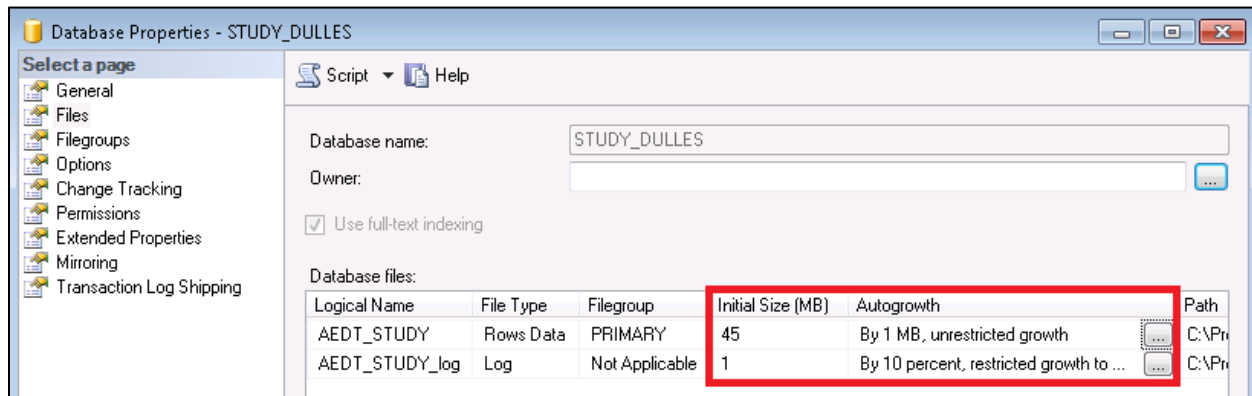 Database Properties - STUDY_DULLES
Select a page
General
Files
Filegroups
Options
Change Tracking
Permissions
Extended Properties
Mirroring
Transaction Log Shipping
Script Help
Database name: STUDY_DULLES
Owner: ...
Use full-text indexing
Database files:
Logical Name File Type Filegroup Initial Size (MB) Autogrowth Path
AEDT_STUDY Rows Data PRIMARY 45 By 1 MB, unrestricted growth ... C:\Pr
AEDT_STUDY_log Log Not Applicable 1 By 10 percent, restricted growth to ... ... C:\Pr